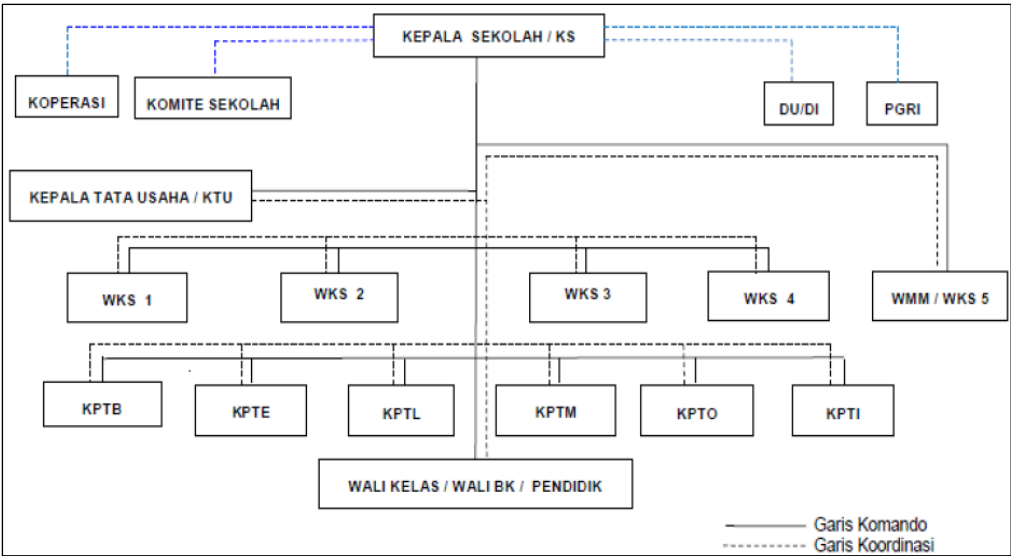 KEPALA SEKOLAH / KS
KOPERASI
KOMITE SEKOLAH
DU/DI
PGRI
KEPALA TATA USAHA / KTU
WKS 1
WKS 2
WKS 3
WKS 4
WMM / WKS 5
KPTB
KPTE
KPTL
KPTM
KPTO
KPTI
WALI KELAS / WALI BK / PENDIDIK
Garis Komando
Garis Koordinasi